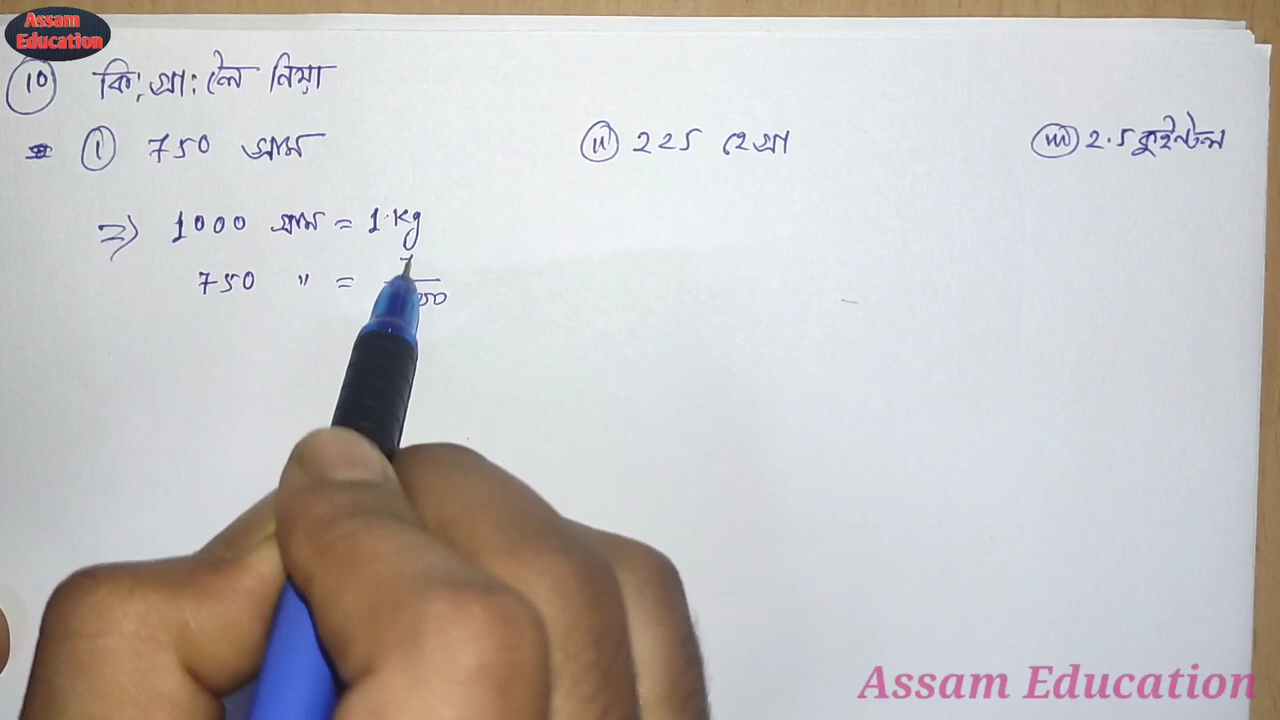 Assam
Education
10 কি.গ্ৰা: লৈ নিয়া
i 750 গ্ৰাম
ii 225 হেগ্ৰা
iii 2.5 কুইন্টল
=> 1000 গ্ৰাম = 1 kg
750 " =
Assam Education